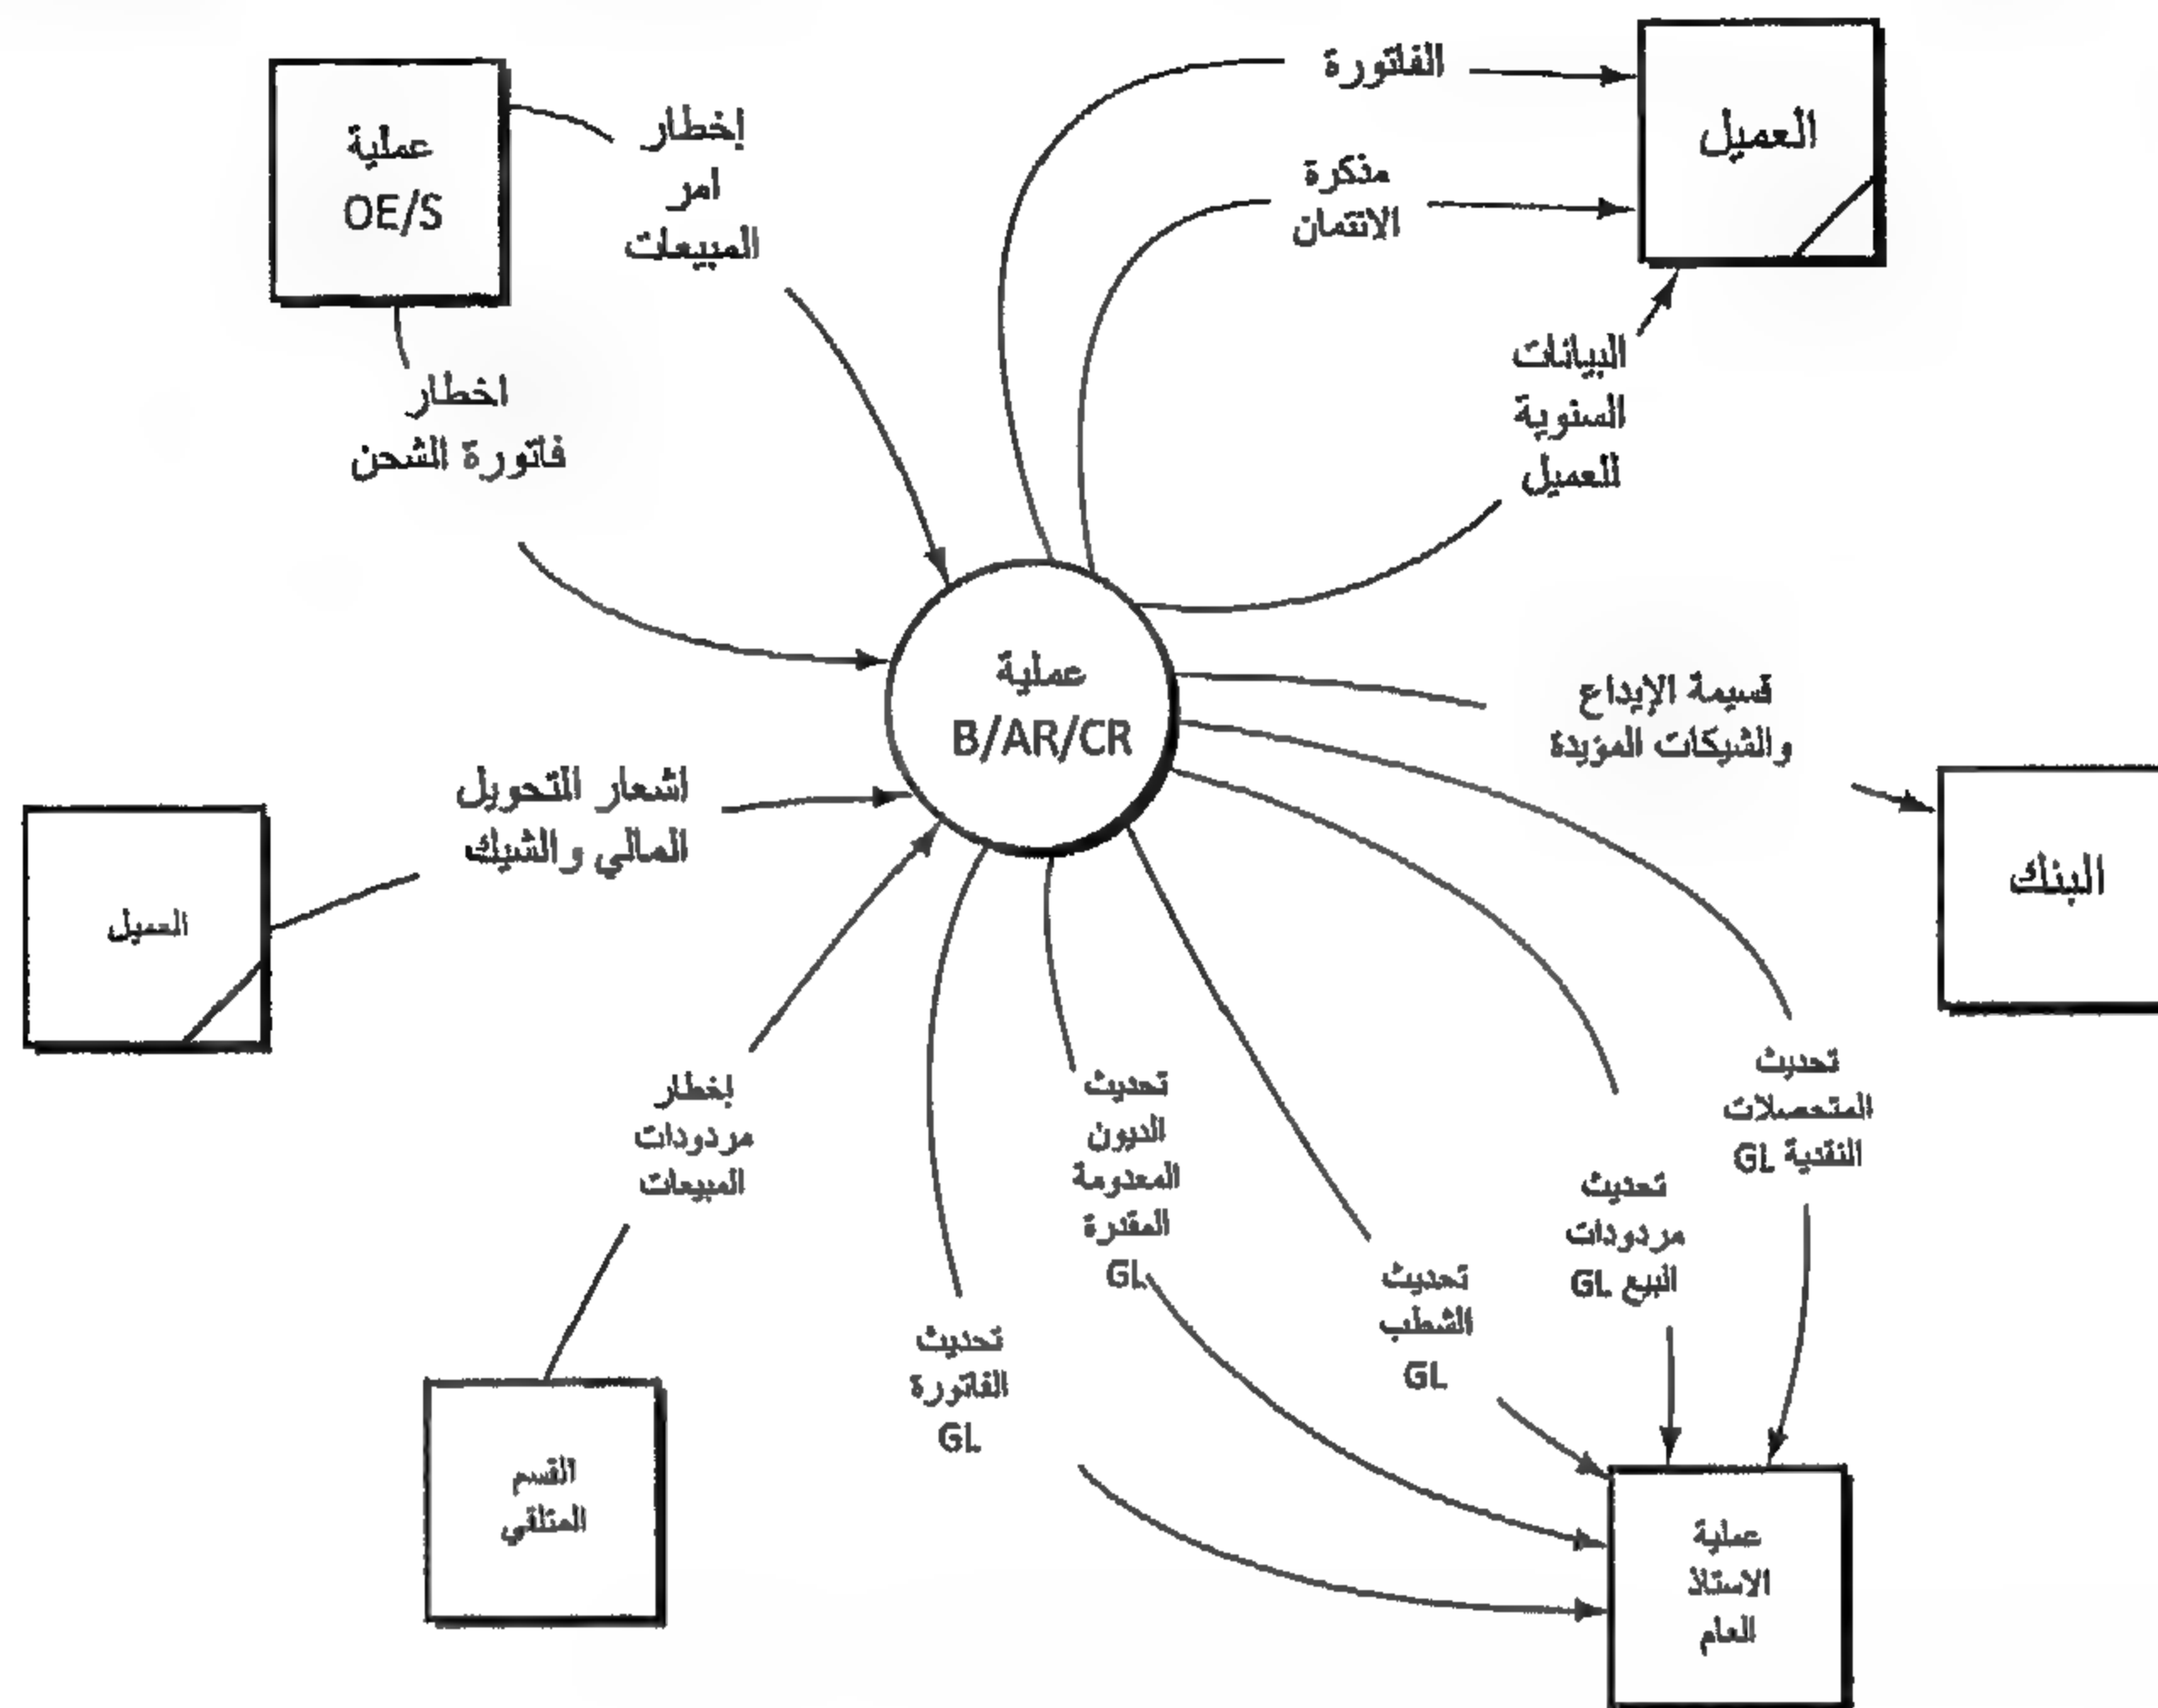 عملية
OE/S
إخطار
امر
المبيعات
الفاتورة
مذكرة
الائتمان
العميل
البيانات
السنوية
للعميل
اخطار
فاتورة الشحن
عملية
B/AR/CR
قسيمة الإيداع
والشيكات المؤيدة
البنك
اشعار التحويل
المالي والشيك
العميل
إخطار
مردودات
المبيعات
القسم
المتلقي
تحديث
الفاتورة
GL
تحديث
الديون
المعدومة
المقدرة
GL
تحديث
الشطب
GL
تحديث
مردودات
البيع GL
تحديث
المتحصلات
النقدية GL
عملية
الاستاذ
العام